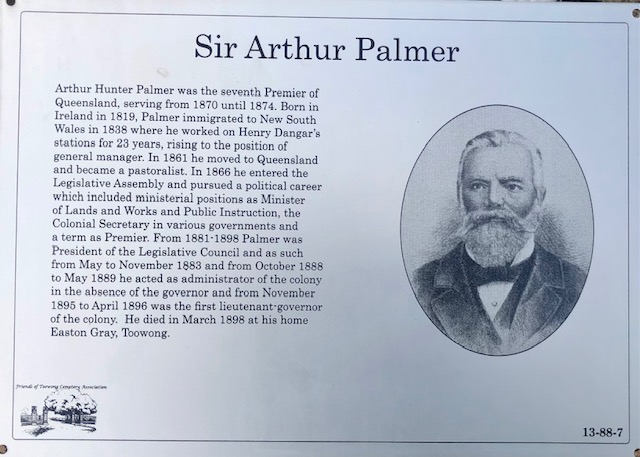 Sir Arthur Palmer
Arthur Hunter Palmer was the seventh Premier of
Queensland, serving from 1870 until 1874. Born in
Ireland in 1819, Palmer immigrated to New South
Wales in 1838 where he worked on Henry Dangar's
stations for 23 years, rising to the position of
general manager. In 1861 he moved to Queensland
and became a pastoralist. In 1866 he entered the
Legislative Assembly and pursued a political career
which included ministerial positions as Minister
of Lands and Works and Public Instruction, the
Colonial Secretary in various governments and
a term as Premier. From 1881-1898 Palmer was
President of the Legislative Council and as such
from May to November 1883 and from October 1888
to May 1889 he acted as administrator of the colony
in the absence of the governor and from November
1895 to April 1896 was the first lieutenant-governor
of the colony. He died in March 1898 at his home
Easton Gray, Toowong.
Friends of Toowong Cemetery Association
13-88-7